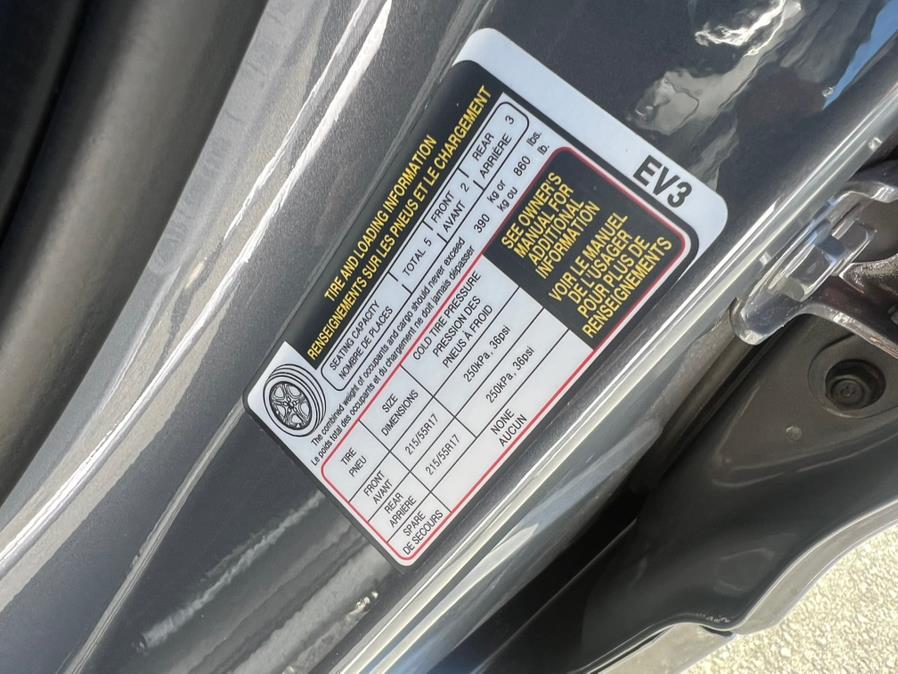 TIRE AND LOADING INFORMATION
RENSEIGNEMENTS SUR LES PNEUS ET LE CHARGEMENT
SEATING CAPACITY
NOMBRE DE PLACES
TOTAL 5
FRONT
AVANT
2
REAR
ARRIÈRE
3
The combined weight of occupants and cargo should never exceed
Le poids total des occupants et du chargement ne doit jamais dépasser
390
kg or
kg ou
860
lbs.
lb.
TIRE
PNEU
SIZE
DIMENSIONS
COLD TIRE PRESSURE
PRESSION DES
PNEUS À FROID
FRONT
AVANT
215/55R17
250kPa, 36psi
REAR
ARRIÈRE
215/55R17
250kPa, 36psi
SPARE
DE SECOURS
NONE
AUCUN
SEE OWNER'S
MANUAL FOR
ADDITIONAL
INFORMATION
VOIR LE MANUEL
DE L'USAGER
POUR PLUS DE
RENSEIGNEMENTS
EV3